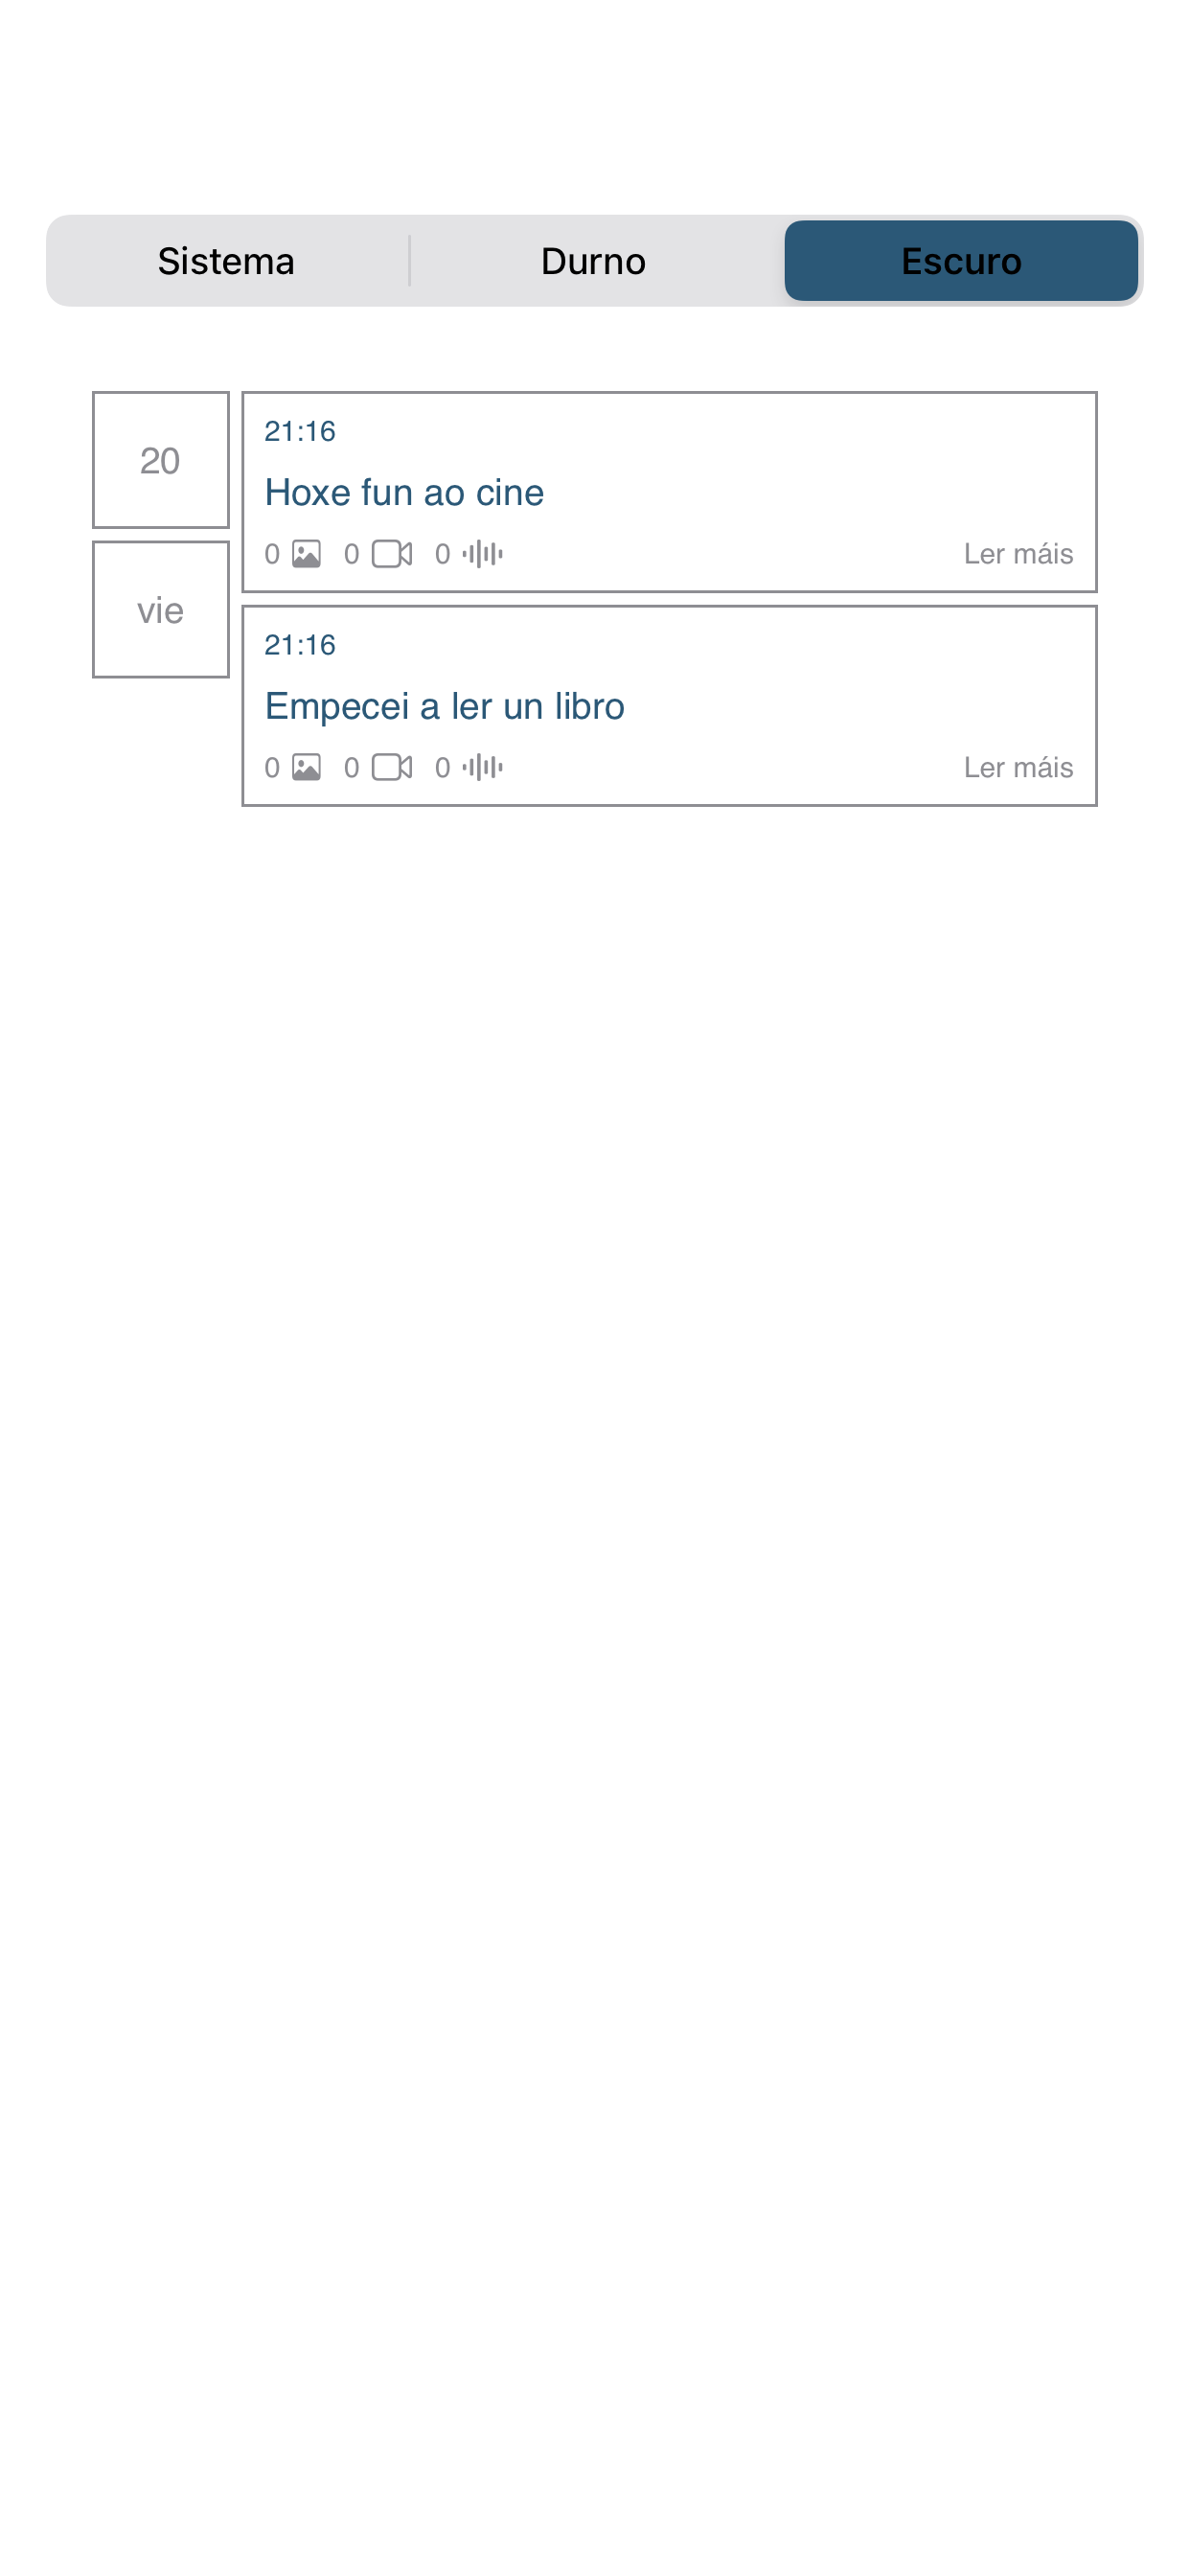 Sistema Durno Escuro
20
vie
21:16
Hoxe fun ao cine
0 0 0 Ler máis
21:16
Empecei a ler un libro
0 0 0 Ler máis